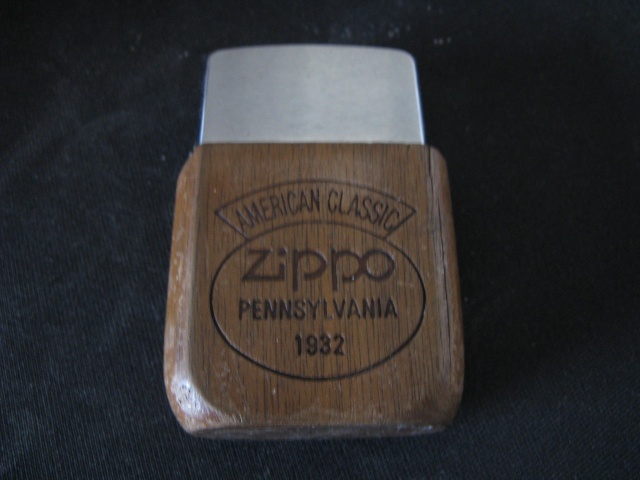 AMERICAN CLASSIC
Zippo
PENNSYLVANIA
1932